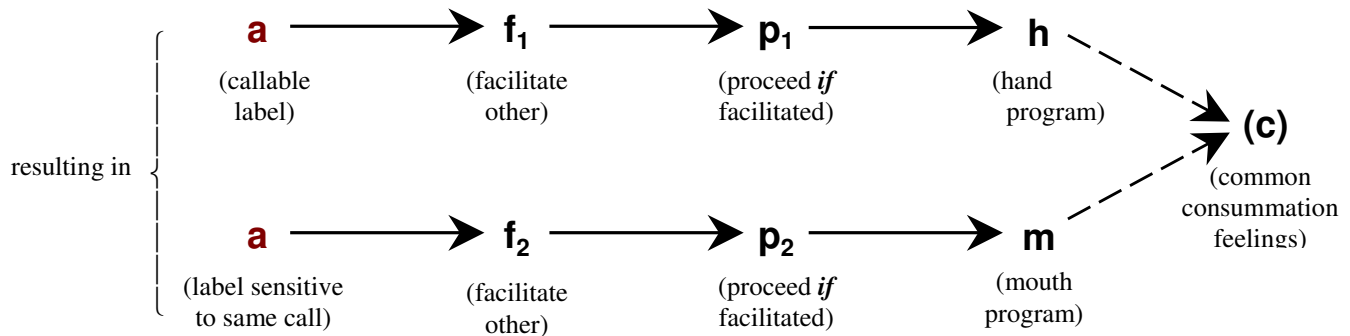 a f₁ p₁ h
(callable label) (facilitate other) (proceed if facilitated) (hand program)
(c)
(common consummation feelings)
resulting in
a f₂ p₂ m
(label sensitive to same call) (facilitate other) (proceed if facilitated) (mouth program)